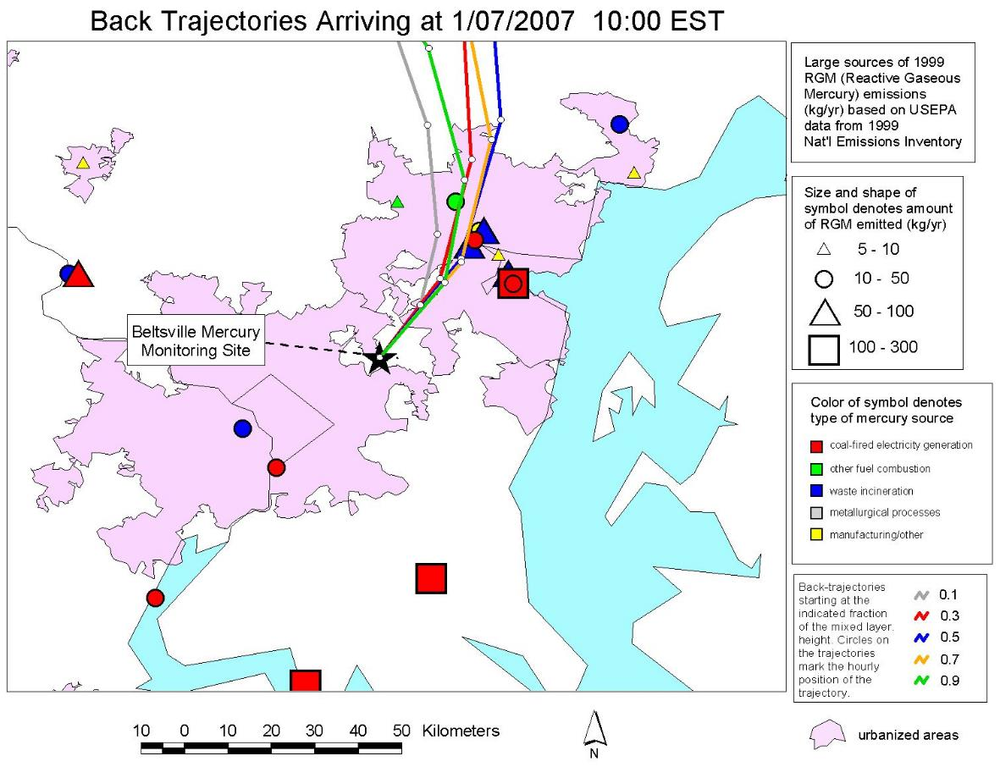 Back Trajectories Arriving at 1/07/2007  10:00 EST
Large sources of 1999
RGM (Reactive Gaseous
Mercury) emissions
(kg/yr) based on USEPA
data from 1999
Nat'l Emissions Inventory
Size and shape of
symbol denotes amount
of RGM emitted (kg/yr)
5 - 10
10 - 50
50 - 100
100 - 300
Beltsville Mercury
Monitoring Site
Color of symbol denotes
type of mercury source
coal-fired electricity generation
other fuel combustion
waste incineration
metallurgical processes
manufacturing/other
Back-trajectories
starting at the
indicated fraction
of the mixed layer.
height. Circles on
the trajectories
mark the hourly
position of the
trajectory.
0.1
0.3
0.5
0.7
0.9
10 0 10 20 30 40 50 Kilometers
N
urbanized areas